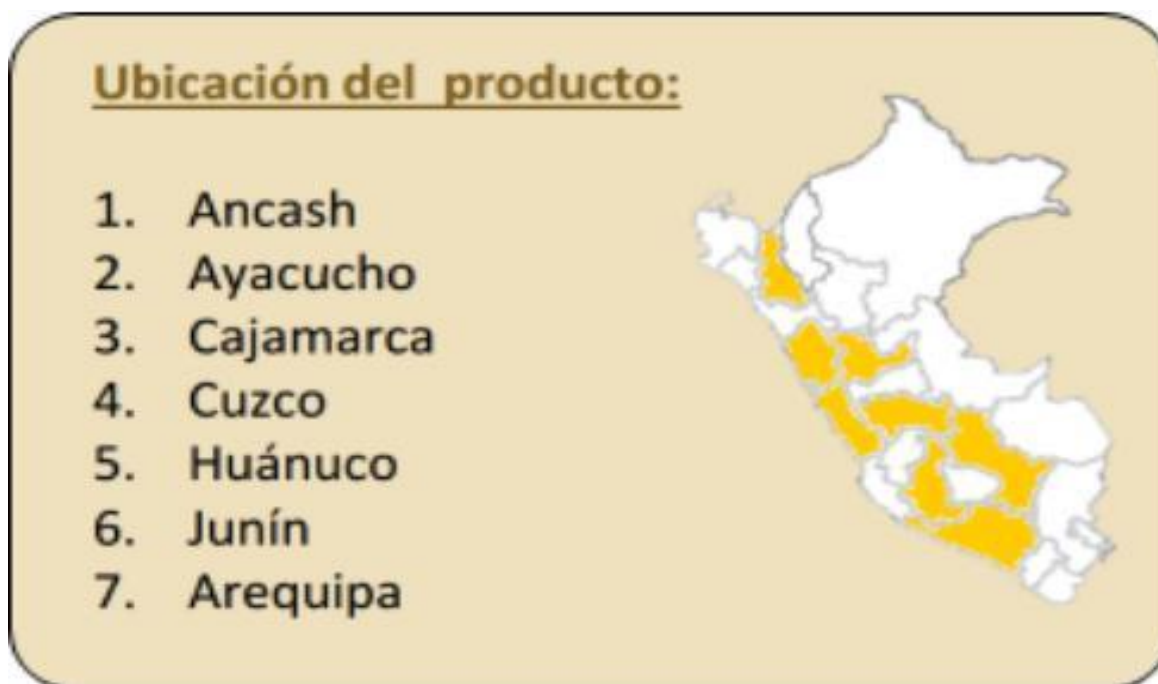 Ubicación del producto:
1. Ancash
2. Ayacucho
3. Cajamarca
4. Cuzco
5. Huánuco
6. Junín
7. Arequipa